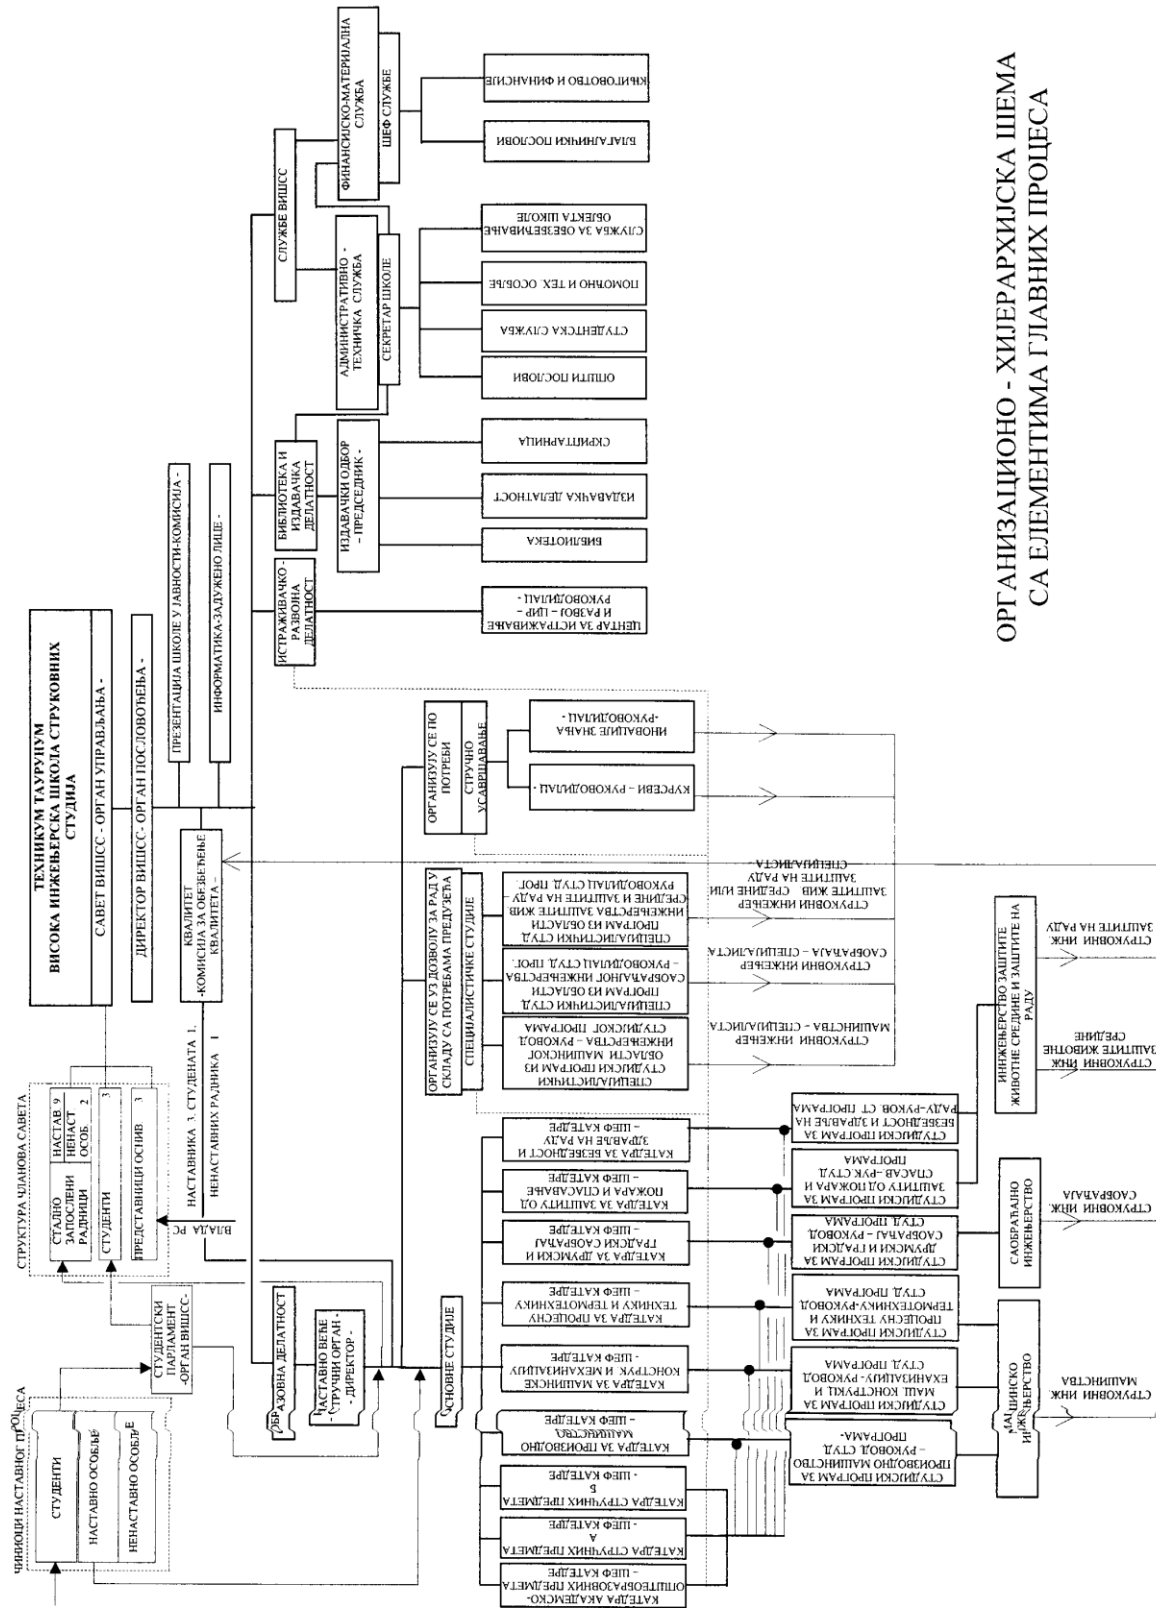 ТЕХНИКУМ ТАУРУНУМ
ВИСОКА ИНЖЕЊЕРСКА ШКОЛА СТРУКОВНИХ
СТУДИЈА
САВЕТ ВИШСС - ОРГАН УПРАВЉАЊА -
ДИРЕКТОР ВИШСС- ОРГАН ПОСЛОВОЂЕЊА -
ПРЕЗЕНТАЦИЈА ШКОЛЕ У ЈАВНОСТИ-КОМИСИЈА -
ИНФОРМАТИКА-ЗАДУЖЕНО ЛИЦЕ -
КВАЛИТЕТ
-КОМИСИЈА ЗА ОБЕЗБЕЂЕЊЕ
КВАЛИТЕТА –
НАСТАВНИКА 3, СТУДЕНАТА 1,
НЕНАСТАВНИХ РАДНИКА 1
СТРУКТУРА ЧЛАНОВА САВЕТА
СТАЛНО
ЗАПОСЛЕНИ
РАДНИЦИ
НАСТАВ 9
НЕНАСТ
ОСОБ. 2
СТУДЕНТИ 3
ПРЕДСТАВНИЦИ ОСНИВ 3
ВЛАДА РС
ЧИНИОЦИ НАСТАВНОГ ПРОЦЕСА
СТУДЕНТИ
НАСТАВНО ОСОБЉЕ
НЕНАСТАВНО ОСОБЉЕ
СТУДЕНТСКИ
ПАРЛАМЕНТ
-ОРГАН ВИШСС-
ОБРАЗОВНА ДЕЛАТНОСТ
НАСТАВНО ВЕЋЕ
- СТРУЧНИ ОРГАН -
- ДИРЕКТОР -
ИСТРАЖИВАЧКО -
РАЗВОЈНА
ДЕЛАТНОСТ
БИБЛИОТЕКА И
ИЗДАВАЧКА
ДЕЛАТНОСТ
ИЗДАВАЧКИ ОДБОР
– ПРЕДСЕДНИК -
СЛУЖБЕ ВИШСС
АДМИНИСТРАТИВНО -
ТЕХНИЧКА СЛУЖБА
СЕКРЕТАР ШКОЛЕ
ФИНАНСИЈСКО-МАТЕРИЈАЛНА
СЛУЖБА
ШЕФ СЛУЖБЕ
ОСНОВНЕ СТУДИЈЕ
ОРГАНИЗУЈУ СЕ УЗ ДОЗВОЛУ ЗА РАД У
СКЛАДУ СА ПОТРЕБАМА ПРЕДУЗЕЋА
СПЕЦИЈАЛИСТИЧКЕ СТУДИЈЕ
ОРГАНИЗУЈУ СЕ ПО
ПОТРЕБИ
СТРУЧНО
УСАВРШАВАЊЕ
КАТЕДРА АКАДЕМСКО-
ОПШТЕОБРАЗОВНИХ ПРЕДМЕТА
– ШЕФ КАТЕДРЕ
КАТЕДРА СТРУЧНИХ ПРЕДМЕТА
А
- ШЕФ КАТЕДРЕ
КАТЕДРА СТРУЧНИХ ПРЕДМЕТА
Б
- ШЕФ КАТЕДРЕ
КАТЕДРА ЗА ПРОИЗВОДНО
МАШИНСТВО
– ШЕФ КАТЕДРЕ
КАТЕДРА ЗА МАШИНСКЕ
КОНСТРУК И МЕХАНИЗАЦИЈУ
- ШЕФ КАТЕДРЕ
КАТЕДРА ЗА ПРОЦЕСНУ
ТЕХНИКУ И ТЕРМОТЕХНИКУ
- ШЕФ КАТЕДРЕ
КАТЕДРА ЗА ДРУМСКИ И
ГРАДСКИ САОБРАЋАЈ
– ШЕФ КАТЕДРЕ
КАТЕДРА ЗА ЗАШТИТУ ОД
ПОЖАРА И СПАСАВАЊЕ
– ШЕФ КАТЕДРЕ
КАТЕДРА ЗА БЕЗБЕДНОСТ И
ЗДРАВЉЕ НА РАДУ
– ШЕФ КАТЕДРЕ
СПЕЦИЈАЛИСТИЧКИ
СТУДИЈСКИ ПРОГРАМ ИЗ
ОБЛАСТИ МАШИНСКОГ
ИНЖЕЊЕРСТВА – РУКОВОД
СТУДИЈСКОГ ПРОГРАМА
СПЕЦИЈАЛИСТИЧКИ СТУД
ПРОГРАМ ИЗ ОБЛАСТИ
САОБРАЋАЈНОГ ИНЖЕЊЕРСТВА
– РУКОВОДИЛАЦ СТУД. ПРОГ.
СПЕЦИЈАЛИСТИЧКИ СТУД
ПРОГРАМ ИЗ ОБЛАСТИ
ИНЖЕЊЕРСТВА ЗАШТИТЕ ЖИВ
СРЕДИНЕ И ЗАШТИТЕ НА РАДУ –
РУКОВОДИЛАЦ СТУД ПРОГ.
КУРСЕВИ – РУКОВОДИЛАЦ -
ИНОВАЦИЈЕ ЗНАЊА
-РУКОВОДИЛАЦ -
ЦЕНТАР ЗА ИСТРАЖИВАЊЕ
И РАЗВОЈ – ЦИР –
РУКОВОДИЛАЦ -
БИБЛИОТЕКА
ИЗДАВАЧКА ДЕЛАТНОСТ
СКРИПТАРНИЦА
ОПШТИ ПОСЛОВИ
СТУДЕНТСКА СЛУЖБА
ПОМОЋНО И ТЕХ. ОСОБЉЕ
СЛУЖБА ЗА ОБЕЗБЕЂИВАЊЕ
ОБЈЕКТА ШКОЛЕ
БЛАГАЈНИЧКИ ПОСЛОВИ
КЊИГОВОТВО И ФИНАНСИЈЕ
СТРУКОВНИ ИНЖЕЊЕР
МАШИНСТВА - СПЕЦИЈАЛИСТА
СТРУКОВНИ ИНЖЕЊЕР
САОБРАЋАЈА – СПЕЦИЈАЛИСТА
СТРУКОВНИ ИНЖЕЊЕР
ЗАШТИТЕ ЖИВ СРЕДИНЕ ИЛИ
ЗАШТИТЕ НА РАДУ -
СПЕЦИЈАЛИСТА
СТУДИЈСКИ ПРОГРАМ ЗА
ПРОИЗВОДНО МАШИНСТВО
– РУКОВОД. СТУД
ПРОГРАМА-
СТУДИЈСКИ ПРОГРАМ ЗА
МАШ. КОНСТРУКЦ
ЕХАНИЗАЦИЈУ- РУКОВОД.
СТУД ПРОГРАМА
СТУДИЈСКИ ПРОГРАМ ЗА
ПРОЦЕСНУ ТЕХНИКУ И
ТЕРМОТЕХНИКУ-РУКОВОД
СТУД ПРОГРАМА
СТУДИЈСКИ ПРОГРАМ ЗА
ДРУМСКИ И ГРАДСКИ
САОБРАЋАЈ – РУКОВОД
СТУД ПРОГРАМА
СТУДИЈСКИ ПРОГРАМ ЗА
ЗАШТИТУ ОД ПОЖАРА И
СПАСАВ –РУК.СТУД
ПРОГРАМА
СТУДИЈСКИ ПРОГРАМ ЗА
БЕЗБЕДНОСТ И ЗДРАВЉЕ НА
РАДУ-РУКОВ. СТ. ПРОГРАМА
МАШИНСКО
САОБРАЋАЈНО
ИНЖЕЊЕРСТВО
ИНЖЕЊЕРСТВО ЗАШТИТЕ
ЖИВОТНЕ СРЕДИНЕ И ЗАШТИТЕ НА
РАДУ
СТРУКОВНИ ИНЖ
МАШИНСТВА
СТРУКОВНИ ИНЖ.
САОБРАЋАЈА
СТРУКОВНИ ИНЖ
ЗАШТИТЕ ЖИВОТНЕ
СРЕДИНЕ
СТРУКОВНИ ИНЖ
ЗАШТИТЕ НА РАДУ
ОРГАНИЗАЦИОНО - ХИЈЕРАРХИЈСКА ШЕМА
СА ЕЛЕМЕНТИМА ГЛАВНИХ ПРОЦЕСА